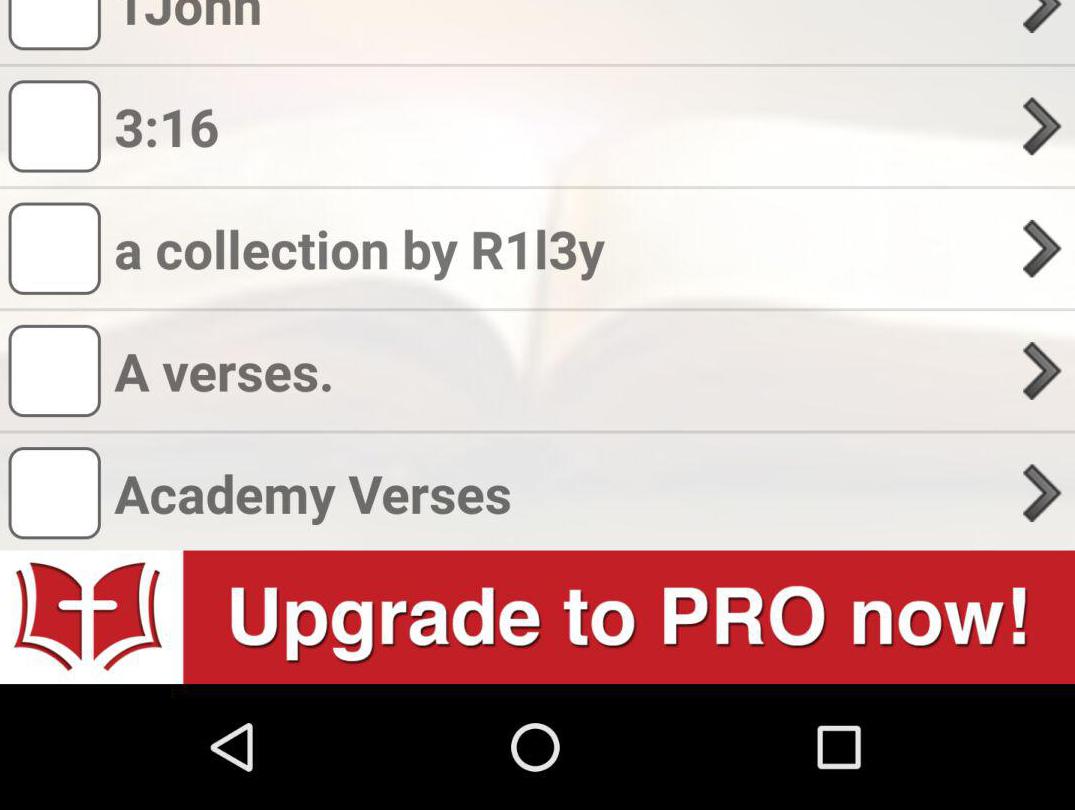 1John
3:16
a collection by R1l3y
A verses.
Academy Verses
Upgrade to PRO now!